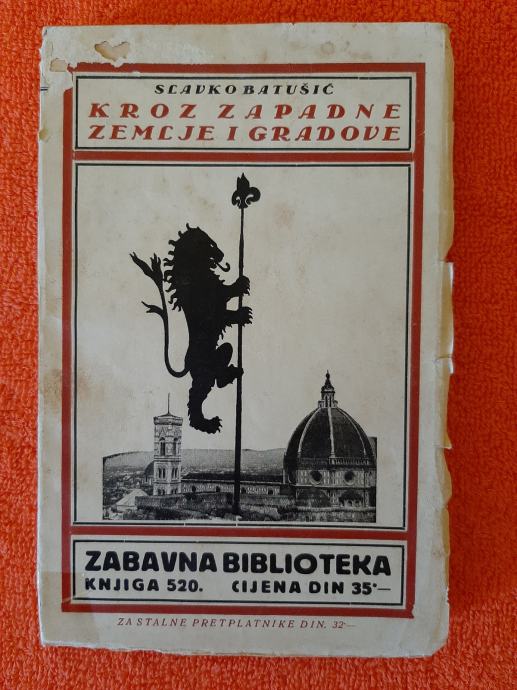 SLAVKO BATUŠIĆ
KROZ ZAPADNE
ZEMLJE I GRADOVE
ZABAVNA BIBLIOTEKA
KNJIGA 520. CIJENA DIN 35·—
ZA STALNE PRETPLATNIKE DIN. 32·—